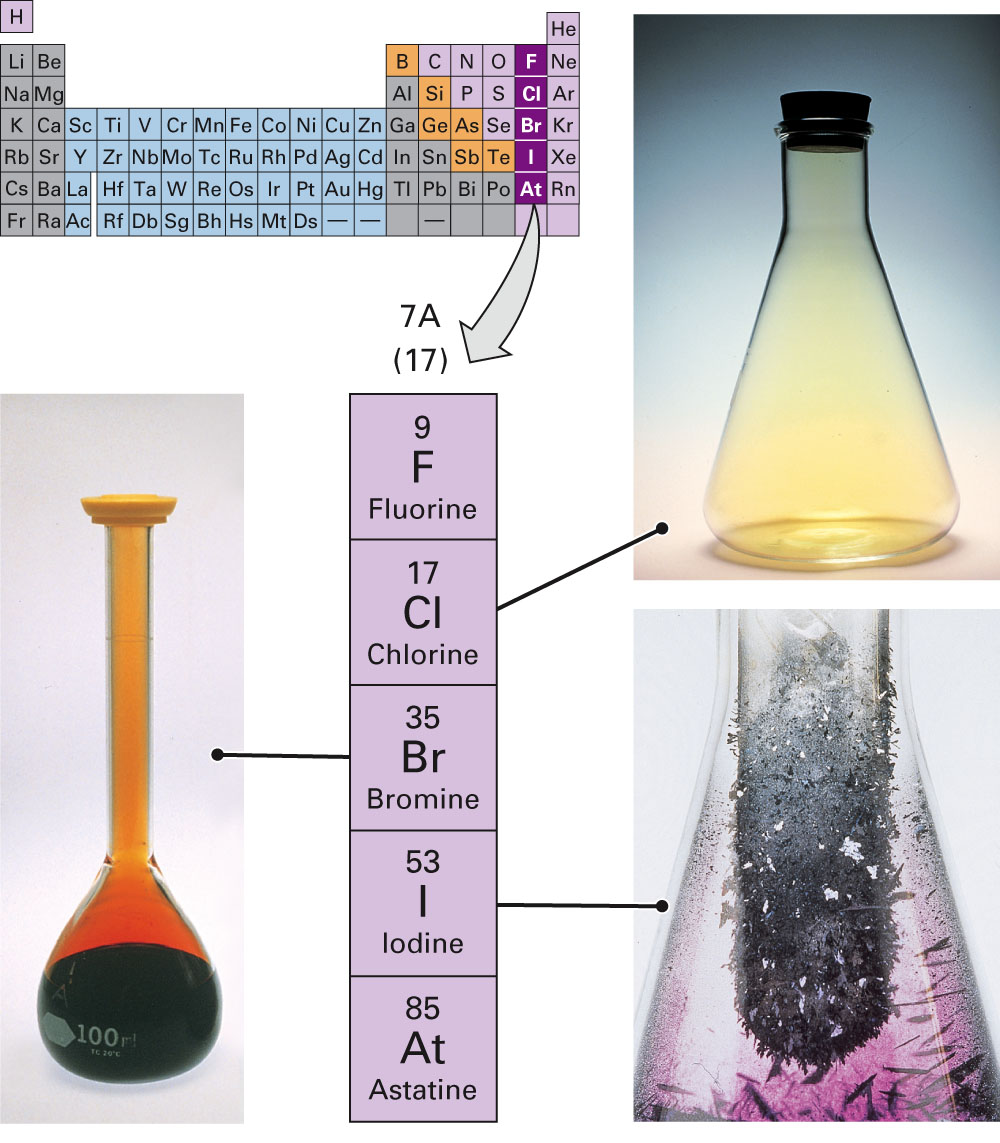 H
He
Li Be B C N O F Ne
Na Mg Al Si P S Cl Ar
K Ca Sc Ti V Cr Mn Fe Co Ni Cu Zn Ga Ge As Se Br Kr
Rb Sr Y Zr Nb Mo Tc Ru Rh Pd Ag Cd In Sn Sb Te I Xe
Cs Ba La Hf Ta W Re Os Ir Pt Au Hg Tl Pb Bi Po At Rn
Fr Ra Ac Rf Db Sg Bh Hs Mt Ds — — —
7A
(17)
9
F
Fluorine
17
Cl
Chlorine
35
Br
Bromine
53
I
Iodine
85
At
Astatine
100ml
TC 20°C